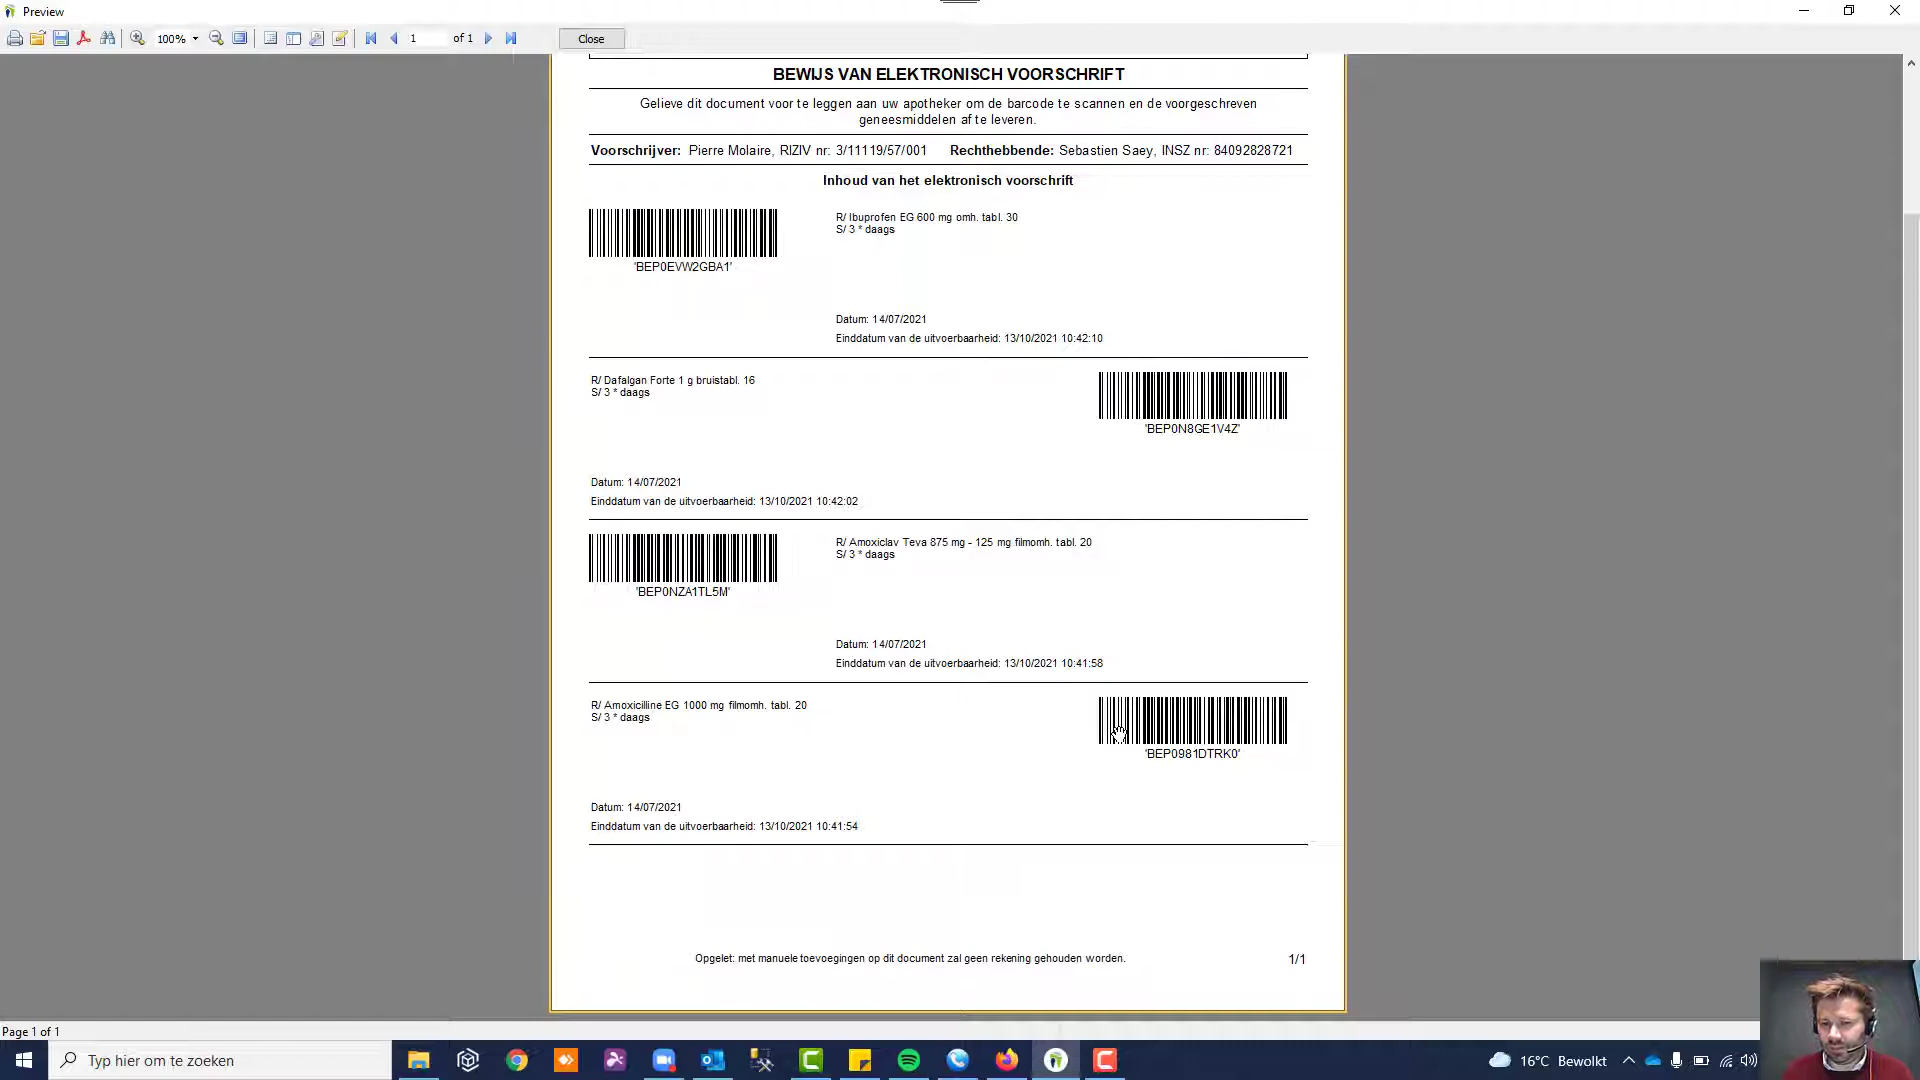 Preview
100%
1
of 1
Close
BEWIJS VAN ELEKTRONISCH VOORSCHRIFT
Gelieve dit document voor te leggen aan uw apotheker om de barcode te scannen en de voorgeschreven
geneesmiddelen af te leveren.
Voorschrijver: Pierre Molaire, RIZIV nr: 3/11119/57/001 Rechthebbende: Sebastien Saey, INSZ nr: 84092828721
Inhoud van het elektronisch voorschrift
R/ Ibuprofen EG 600 mg omh. tabl. 30
S/ 3 * daags
'BEP0EVW2GBA1'
Datum: 14/07/2021
Einddatum van de uitvoerbaarheid: 13/10/2021 10:42:10
R/ Dafalgan Forte 1 g bruistabl. 16
S/ 3 * daags
'BEP0N8GE1V4Z'
Datum: 14/07/2021
Einddatum van de uitvoerbaarheid: 13/10/2021 10:42:02
R/ Amoxiclav Teva 875 mg - 125 mg filmomh. tabl. 20
S/ 3 * daags
'BEP0NZA1TL5M'
Datum: 14/07/2021
Einddatum van de uitvoerbaarheid: 13/10/2021 10:41:58
R/ Amoxicilline EG 1000 mg filmomh. tabl. 20
S/ 3 * daags
'BEP0981DTRK0'
Datum: 14/07/2021
Einddatum van de uitvoerbaarheid: 13/10/2021 10:41:54
Opgelet: met manuele toevoegingen op dit document zal geen rekening gehouden worden.
1/1
Page 1 of 1
Typ hier om te zoeken
16°C Bewolkt